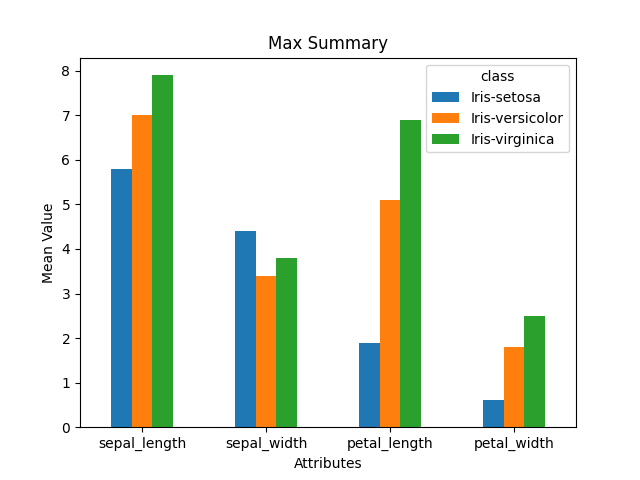 Max Summary
class
Iris-setosa
Iris-versicolor
Iris-virginica
Mean Value
8
7
6
5
4
3
2
1
0
sepal_length sepal_width petal_length petal_width
Attributes